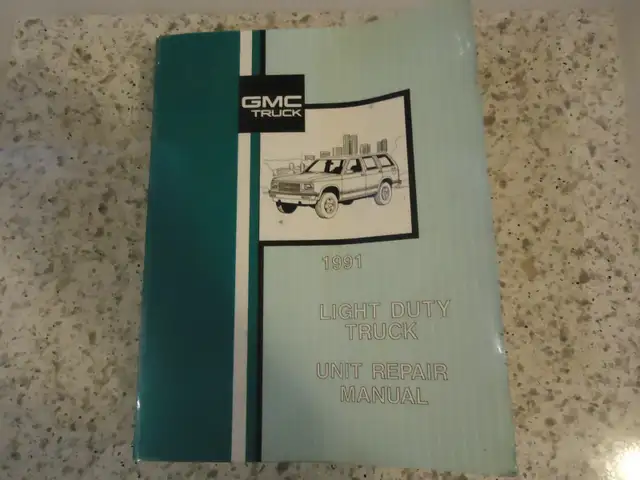 GMC
TRUCK
1991
LIGHT DUTY
TRUCK
UNIT REPAIR
MANUAL